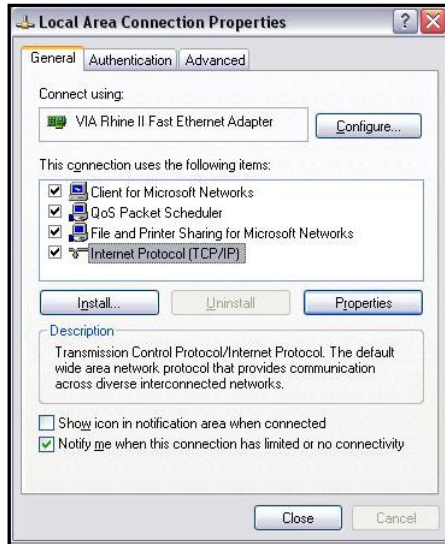 Local Area Connection Properties
General Authentication Advanced
Connect using:
VIA Rhine II Fast Ethernet Adapter Configure...
This connection uses the following items:
Client for Microsoft Networks
QoS Packet Scheduler
File and Printer Sharing for Microsoft Networks
Internet Protocol (TCP/IP)
Install... Uninstall Properties
Description
Transmission Control Protocol/Internet Protocol. The default
wide area network protocol that provides communication
across diverse interconnected networks.
Show icon in notification area when connected
Notify me when this connection has limited or no connectivity
Close Cancel